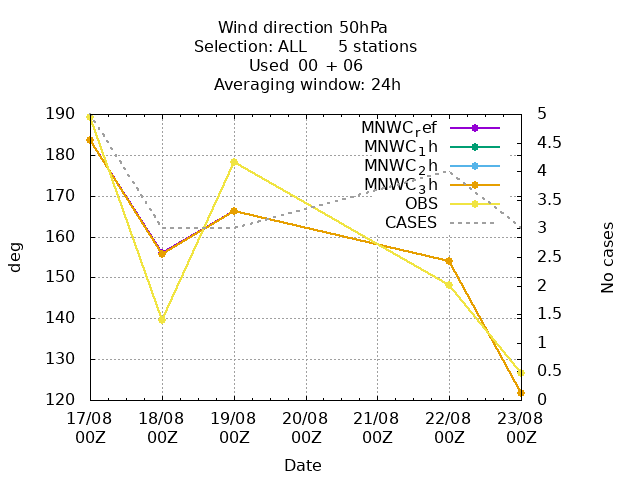 Wind direction 50hPa
Selection: ALL 5 stations
Used 00 + 06
Averaging window: 24h
190
180
170
160
150
140
130
120
deg
5
4.5
4
3.5
3
2.5
2
1.5
1
0.5
0
No cases
MNWC_ref
MNWC_1h
MNWC_2h
MNWC_3h
OBS
CASES
17/08 18/08 19/08 20/08 21/08 22/08 23/08
00Z 00Z 00Z 00Z 00Z 00Z 00Z
Date